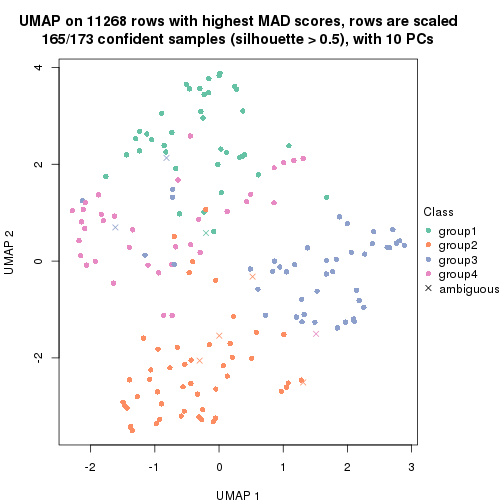 UMAP on 11268 rows with highest MAD scores, rows are scaled
165/173 confident samples (silhouette > 0.5), with 10 PCs
4
2
0
-2
UMAP 2
-2
-1
0
1
2
3
UMAP 1
Class
group1
group2
group3
group4
ambiguous